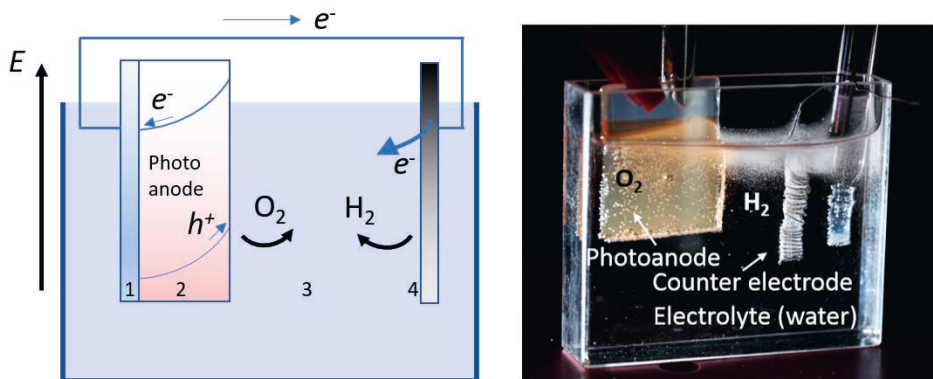 e-
E
e-
Photo
anode
h+
O2
H2
e-
1
2
3
4
O2
H2
Photoanode
Counter electrode
Electrolyte (water)